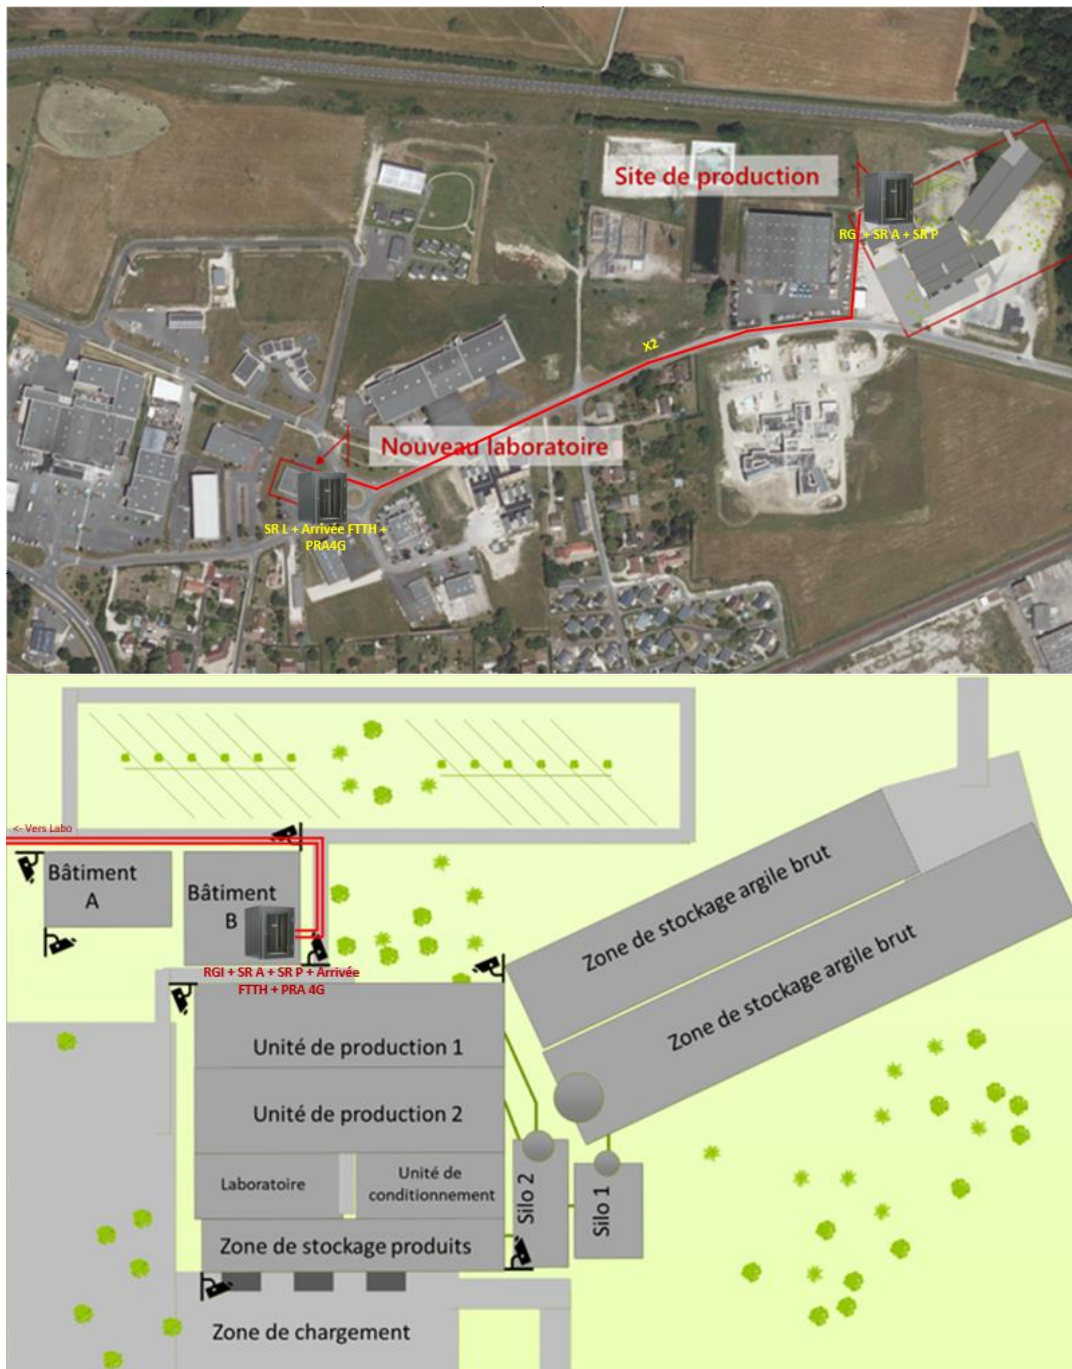 Site de production
RGI + SR A + SR P
X2
Nouveau laboratoire
SR L + Arrivée FTTH +
PRA4G
<- Vers Labo
Bâtiment
A
Bâtiment
B
RGI + SR A + SR P + Arrivée
FTTH + PRA 4G
Zone de stockage argile brut
Zone de stockage argile brut
Unité de production 1
Unité de production 2
Laboratoire
Unité de
conditionnement
Silo 2
Silo 1
Zone de stockage produits
Zone de chargement